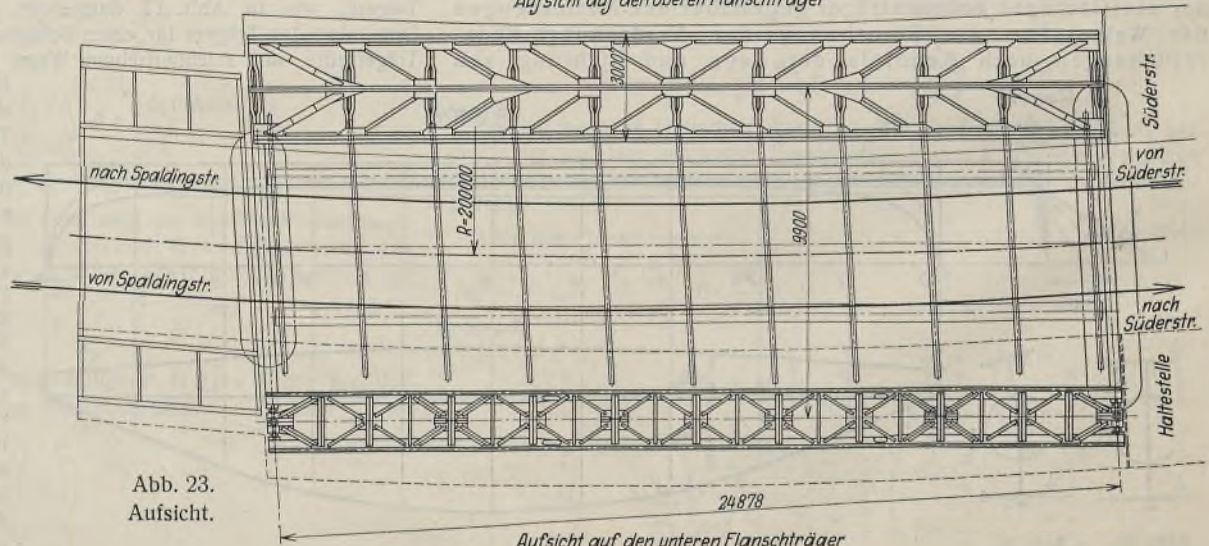 Aufsicht auf den oberen Flanschträger
3000
Süderstr.
von
Süderstr.
nach Spaldingstr.
R=200000
9900
von Spaldingstr.
nach
Süderstr.
Haltestelle
Abb. 23.
Aufsicht.
24878
Aufsicht auf den unteren Flanschträger